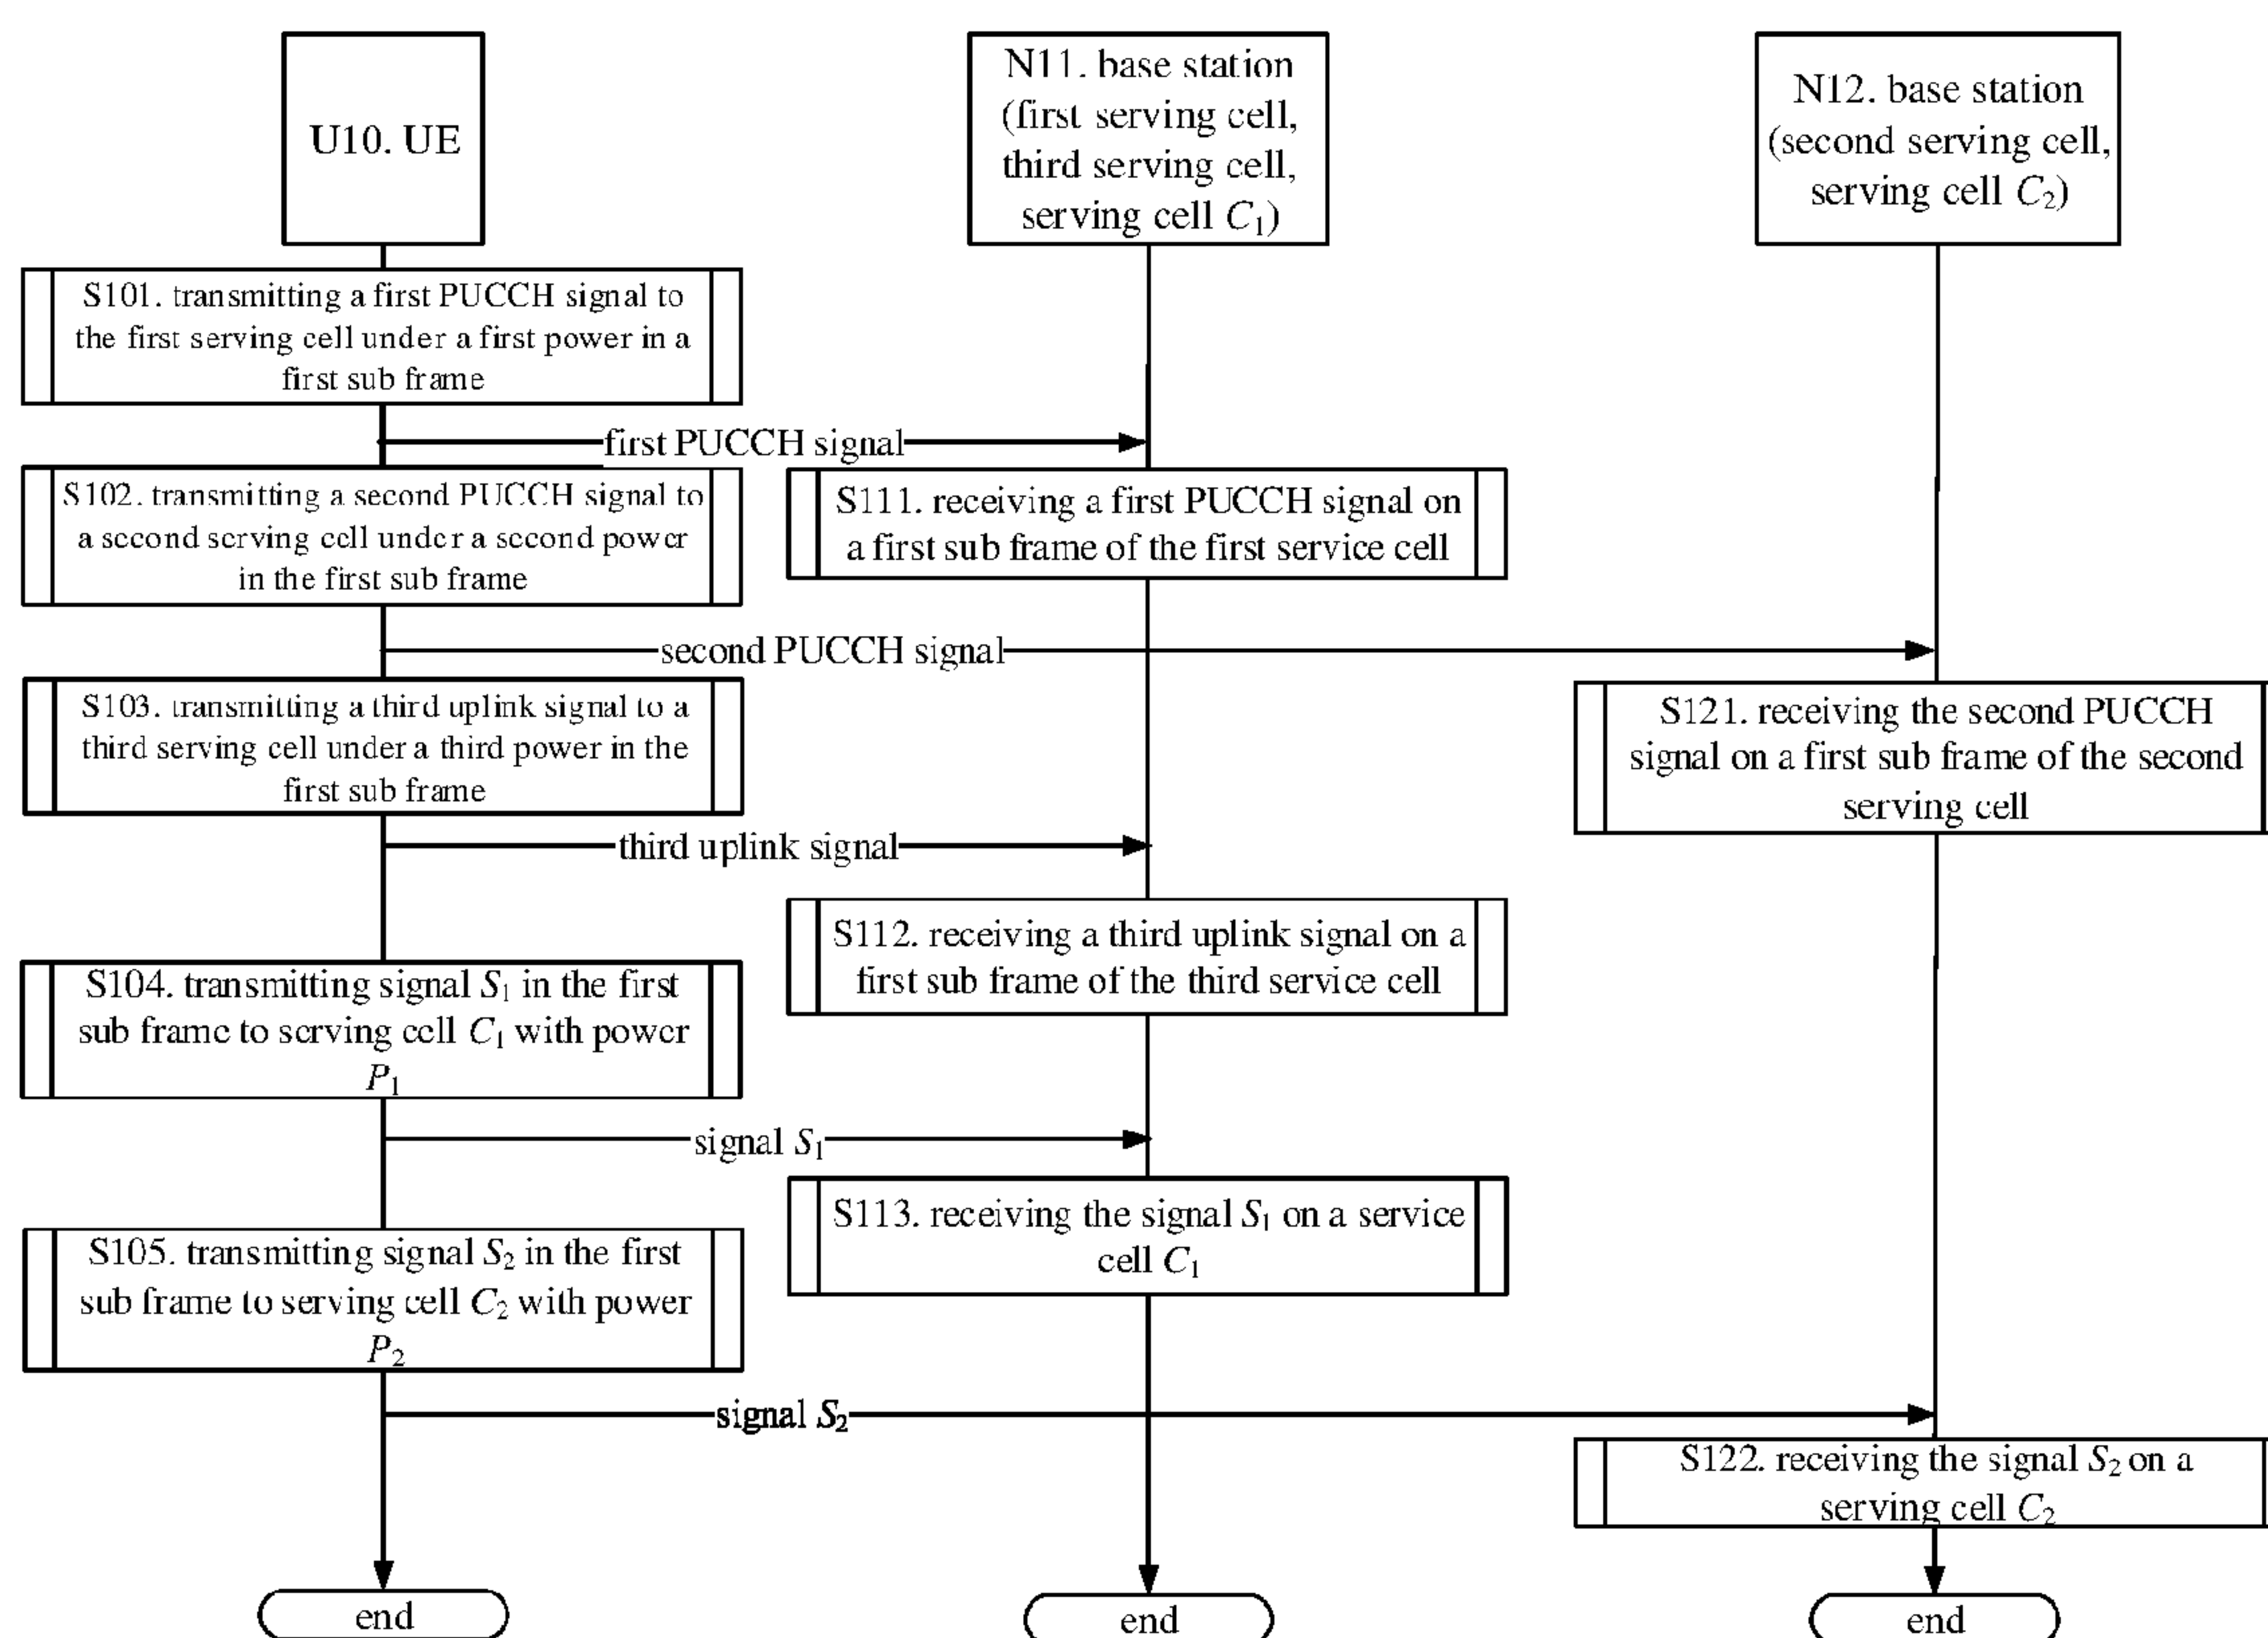 U10. UE
N11. base station
(first serving cell,
third serving cell,
serving cell C₁)
N12. base station
(second serving cell,
serving cell C₂)
S101. transmitting a first PUCCH signal to
the first serving cell under a first power in a
first sub frame
first PUCCH signal
S102. transmitting a second PUCCH signal to
a second serving cell under a second power
in the first sub frame
S111. receiving a first PUCCH signal on
a first sub frame of the first service cell
second PUCCH signal
S103. transmitting a third uplink signal to a
third serving cell under a third power in the
first sub frame
S121. receiving the second PUCCH
signal on a first sub frame of the second
serving cell
third uplink signal
S112. receiving a third uplink signal on a
first sub frame of the third service cell
S104. transmitting signal S₁ in the first
sub frame to serving cell C₁ with power
P₁
signal S₁
S113. receiving the signal S₁ on a service
cell C₁
S105. transmitting signal S₂ in the first
sub frame to serving cell C₂ with power
P₂
signal S₂
S122. receiving the signal S₂ on a
serving cell C₂
end
end
end